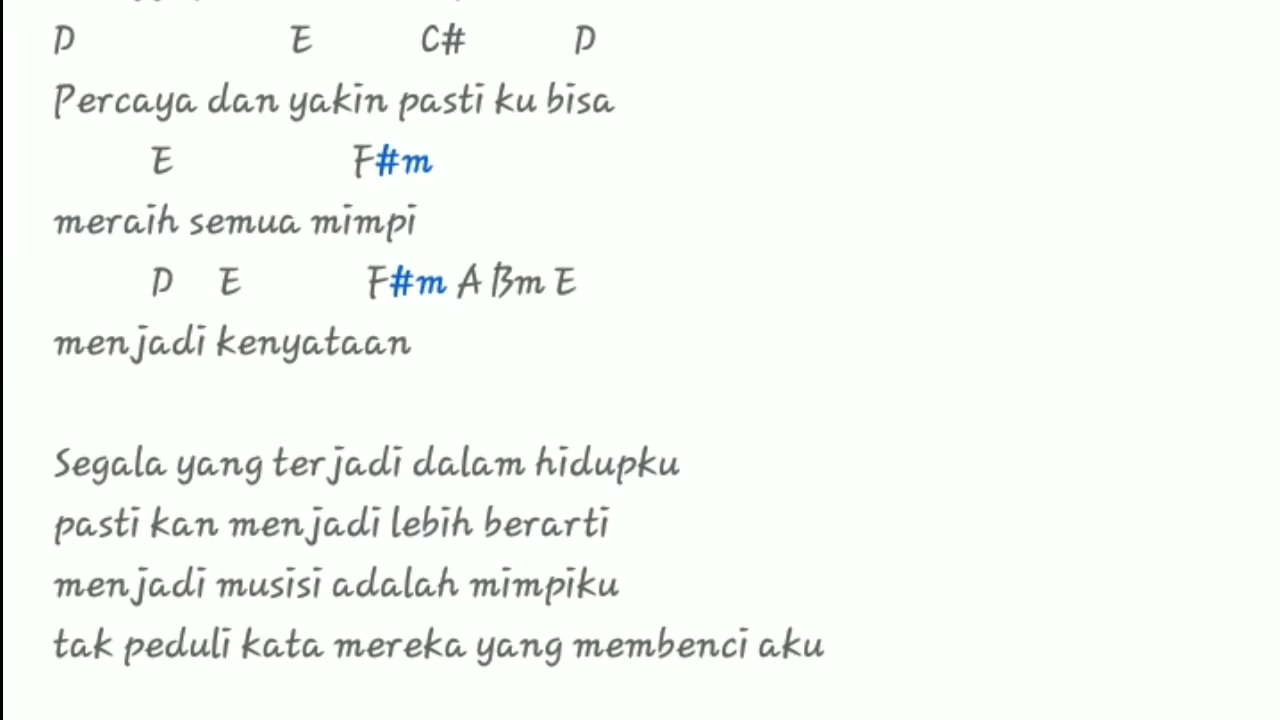 D E C# D
Percaya dan yakin pasti ku bisa
E F#m
meraih semua mimpi
D E F#m A Bm E
menjadi kenyataan
Segala yang terjadi dalam hidupku
pasti kan menjadi lebih berarti
menjadi musisi adalah mimpiku
tak peduli kata mereka yang membenci aku